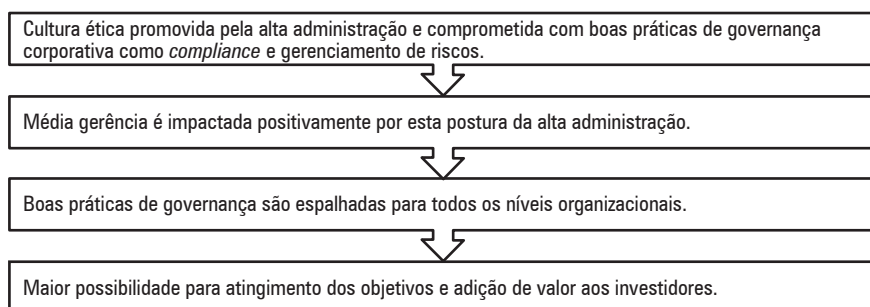 Cultura ética promovida pela alta administração e comprometida com boas práticas de governança
corporativa como compliance e gerenciamento de riscos.
Média gerência é impactada positivamente por esta postura da alta administração.
Boas práticas de governança são espalhadas para todos os níveis organizacionais.
Maior possibilidade para atingimento dos objetivos e adição de valor aos investidores.